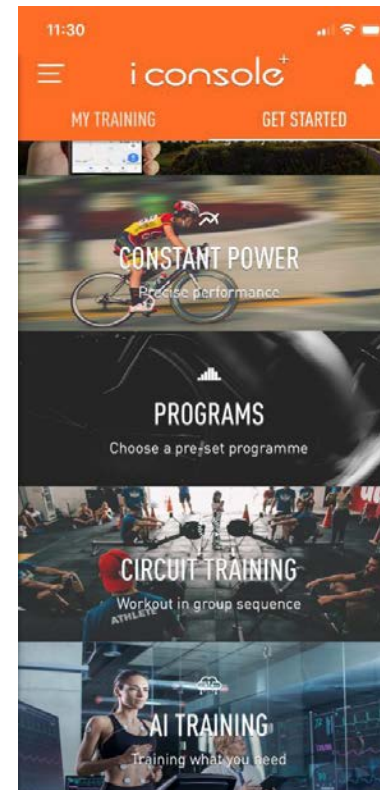 11:30
iconsole+
MY TRAINING
GET STARTED
CONSTANT POWER
Precise performance
PROGRAMS
Choose a pre-set programme
CIRCUIT TRAINING
Workout in group sequence
ATHLETE
AI TRAINING
Training what you need